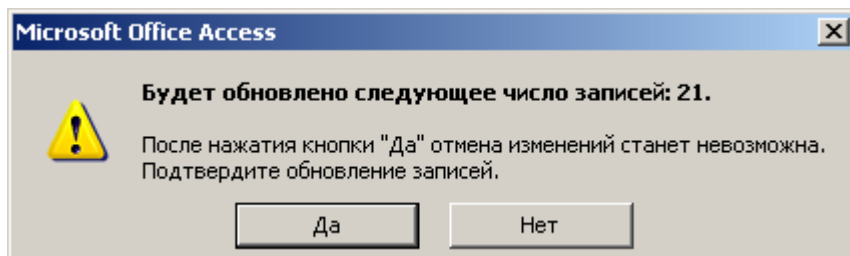 Microsoft Office Access
Будет обновлено следующее число записей: 21.
После нажатия кнопки "Да" отмена изменений станет невозможна.
Подтвердите обновление записей.
Да
Нет